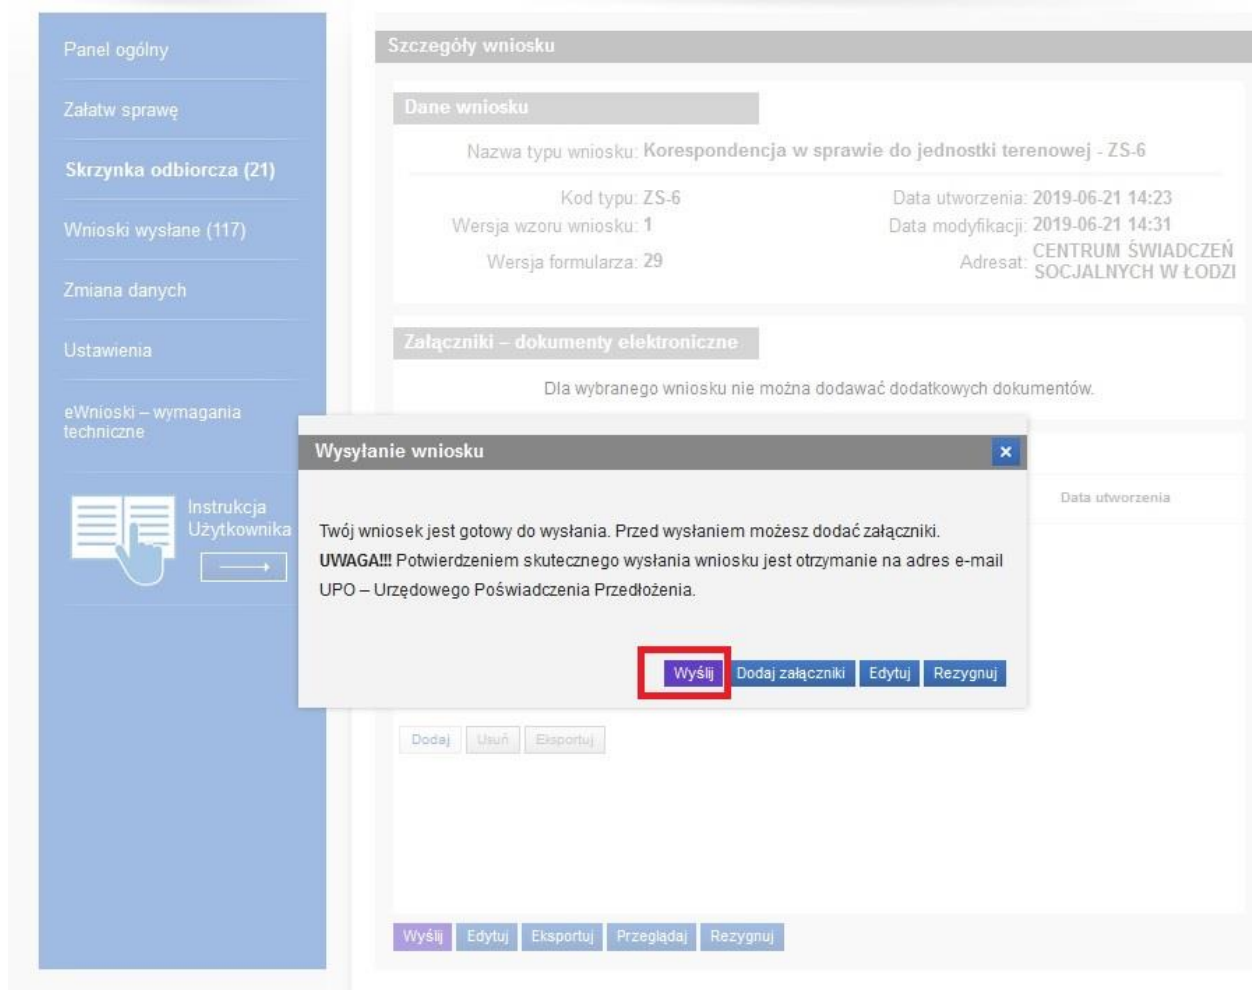 Panel ogólny
Załatw sprawę
Skrzynka odbiorcza (21)
Wnioski wysłane (117)
Zmiana danych
Ustawienia
eWnioski – wymagania
techniczne
Instrukcja
Użytkownika
Szczegóły wniosku
Dane wniosku
Nazwa typu wniosku: Korespondencja w sprawie do jednostki terenowej - ZS-6
Kod typu: ZS-6 Data utworzenia: 2019-06-21 14:23
Wersja wzoru wniosku: 1 Data modyfikacji: 2019-06-21 14:31
Wersja formularza: 29 Adresat: CENTRUM ŚWIADCZEŃ
SOCJALNYCH W ŁODZI
Załączniki – dokumenty elektroniczne
Dla wybranego wniosku nie można dodawać dodatkowych dokumentów.
Wysyłanie wniosku
Data utworzenia
Twój wniosek jest gotowy do wysłania. Przed wysłaniem możesz dodać załączniki.
UWAGA!!! Potwierdzeniem skutecznego wysłania wniosku jest otrzymanie na adres e-mail
UPO – Urzędowego Poświadczenia Przedłożenia.
Wyślij Dodaj załączniki Edytuj Rezygnuj
Dodaj Usuń Eksportuj
Wyślij Edytuj Eksportuj Przeglądaj Rezygnuj